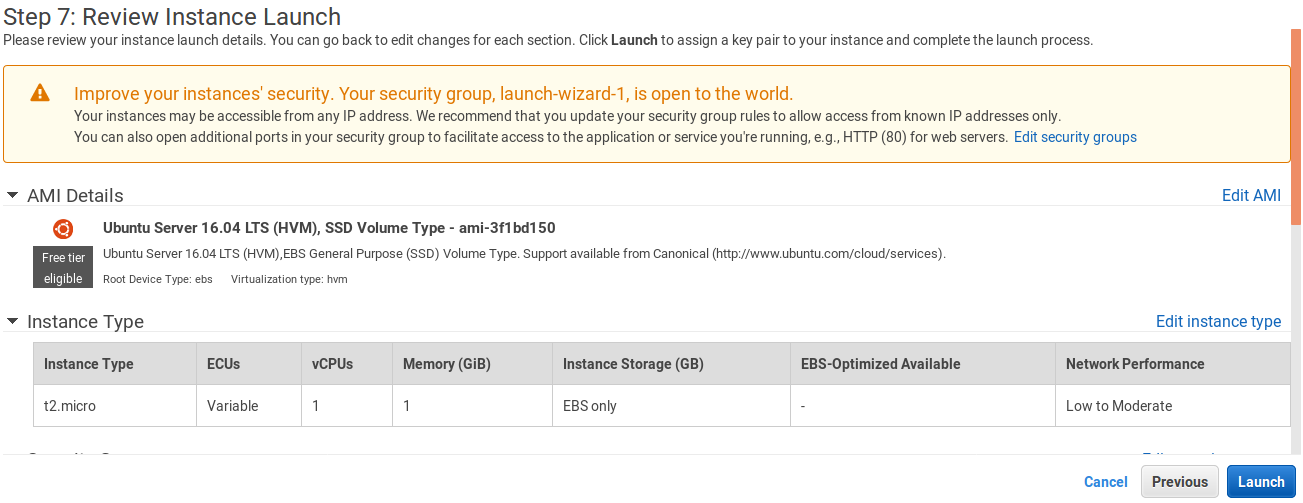 Step 7: Review Instance Launch
Please review your instance launch details. You can go back to edit changes for each section. Click Launch to assign a key pair to your instance and complete the launch process.
Improve your instances' security. Your security group, launch-wizard-1, is open to the world.
Your instances may be accessible from any IP address. We recommend that you update your security group rules to allow access from known IP addresses only.
You can also open additional ports in your security group to facilitate access to the application or service you're running, e.g., HTTP (80) for web servers. Edit security groups
AMI Details Edit AMI
Ubuntu Server 16.04 LTS (HVM), SSD Volume Type - ami-3f1bd150
Free tier eligible
Ubuntu Server 16.04 LTS (HVM),EBS General Purpose (SSD) Volume Type. Support available from Canonical (http://www.ubuntu.com/cloud/services).
Root Device Type: ebs Virtualization type: hvm
Instance Type Edit instance type
Instance Type ECUs vCPUs Memory (GiB) Instance Storage (GB) EBS-Optimized Available Network Performance
t2.micro Variable 1 1 EBS only - Low to Moderate
Cancel Previous Launch